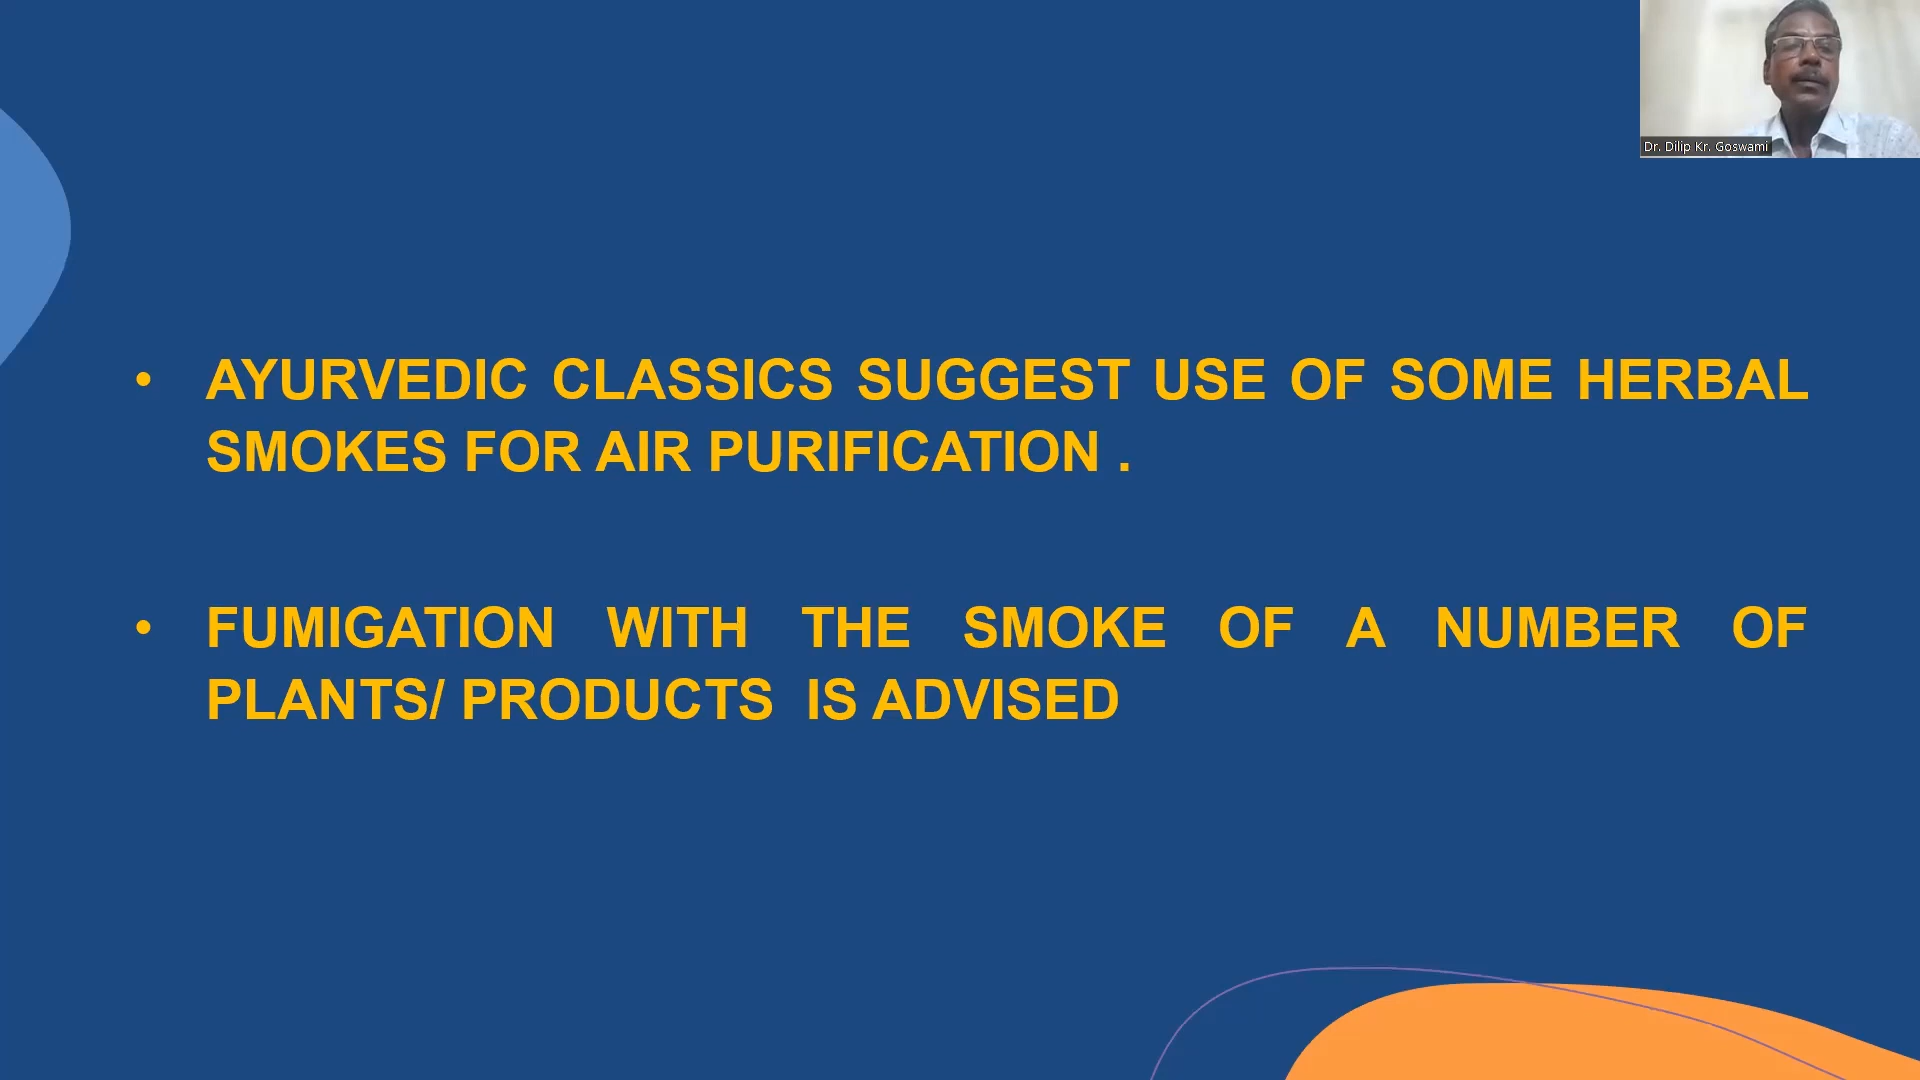 Dr. Dilip Kr. Goswami
• AYURVEDIC CLASSICS SUGGEST USE OF SOME HERBAL
SMOKES FOR AIR PURIFICATION .
• FUMIGATION WITH THE SMOKE OF A NUMBER OF
PLANTS/ PRODUCTS IS ADVISED